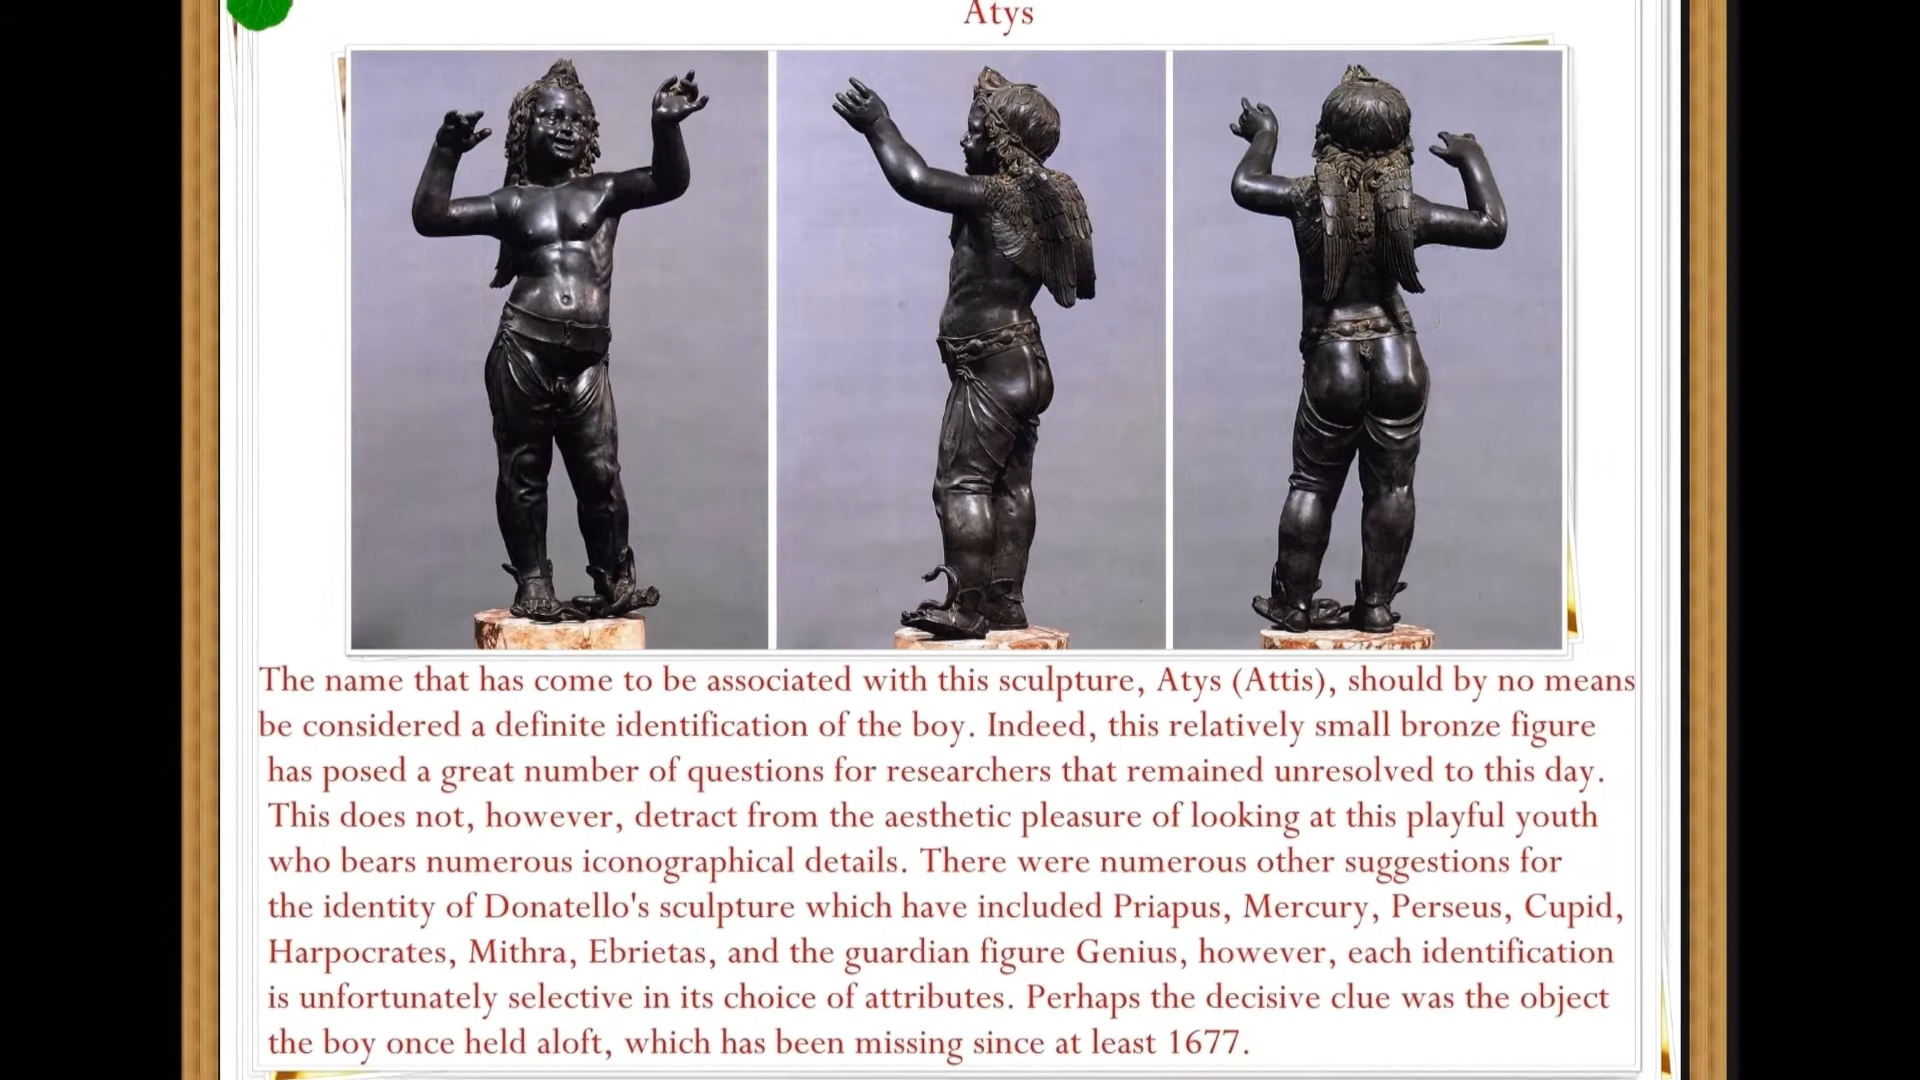 Atys
The name that has come to be associated with this sculpture, Atys (Attis), should by no means
be considered a definite identification of the boy. Indeed, this relatively small bronze figure
has posed a great number of questions for researchers that remained unresolved to this day.
This does not, however, detract from the aesthetic pleasure of looking at this playful youth
who bears numerous iconographical details. There were numerous other suggestions for
the identity of Donatello's sculpture which have included Priapus, Mercury, Perseus, Cupid,
Harpocrates, Mithra, Ebrietas, and the guardian figure Genius, however, each identification
is unfortunately selective in its choice of attributes. Perhaps the decisive clue was the object
the boy once held aloft, which has been missing since at least 1677.